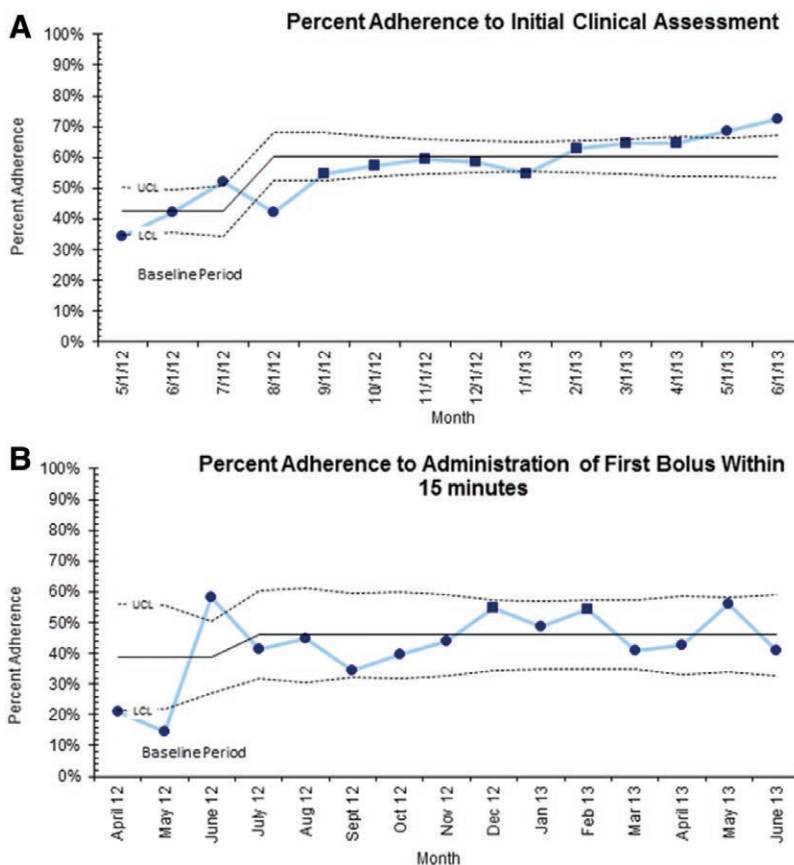 A
Percent Adherence to Initial Clinical Assessment
100%
90%
80%
70%
60%
50%
40%
30%
20%
10%
0%
Percent Adherence
UCL
LCL
Baseline Period
5/1/12
6/1/12
7/1/12
8/1/12
9/1/12
10/1/12
11/1/12
12/1/12
1/1/13
2/1/13
3/1/13
4/1/13
5/1/13
6/1/13
Month
B
Percent Adherence to Administration of First Bolus Within
15 minutes
100%
90%
80%
70%
60%
50%
40%
30%
20%
10%
0%
Percent Adherence
UCL
LCL
Baseline Period
April 12
May 12
June 12
July 12
Aug 12
Sept 12
Oct 12
Nov 12
Dec 12
Jan 13
Feb 13
Mar 13
April 13
May 13
June 13
Month